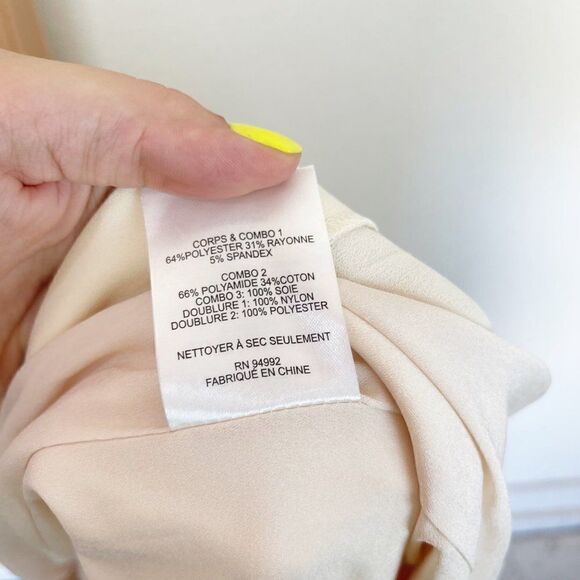 CORPS & COMBO 1
64%POLYESTER 31% RAYONNE
5% SPANDEX
COMBO 2
66% POLYAMIDE 34%COTON
COMBO 3: 100% SOIE
DOUBLURE 1: 100% NYLON
DOUBLURE 2: 100% POLYESTER
NETTOYER À SEC SEULEMENT
RN 94992
FABRIQUÉ EN CHINE